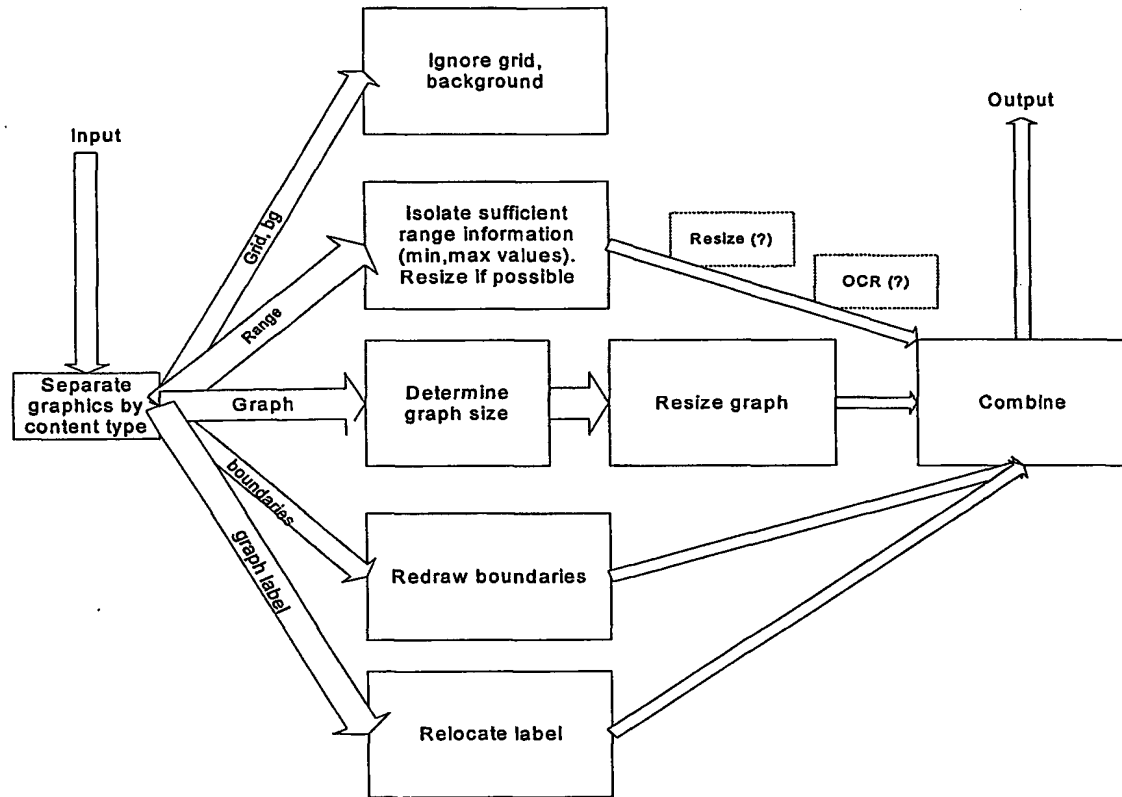 Ignore grid,
background
Output
Input
Grid, bg
Isolate sufficient
range information
(min,max values).
Resize if possible
Resize (?)
OCR (?)
Range
Separate
graphics by
content type
Graph
Determine
graph size
Resize graph
Combine
boundaries
graph label
Redraw boundaries
Relocate label